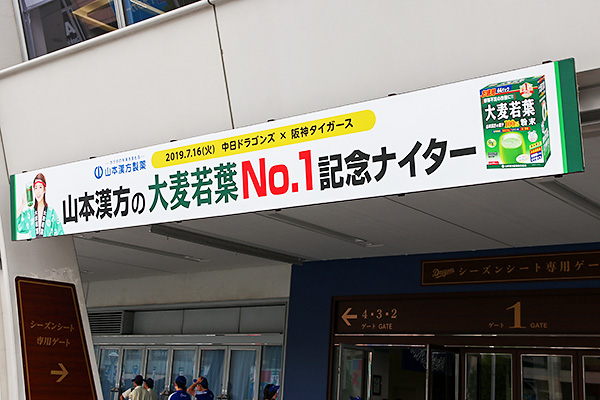 2019.7.16(火) 中日ドラゴンズ × 阪神タイガース
山本漢方製薬
山本漢方の大麦若葉No.1記念ナイター
大麦若葉
粉末
100%
Dragons シーズンシート専用ゲート
4・3・2
ゲート GATE
ゲート 1 GATE
シーズンシート
専用ゲート